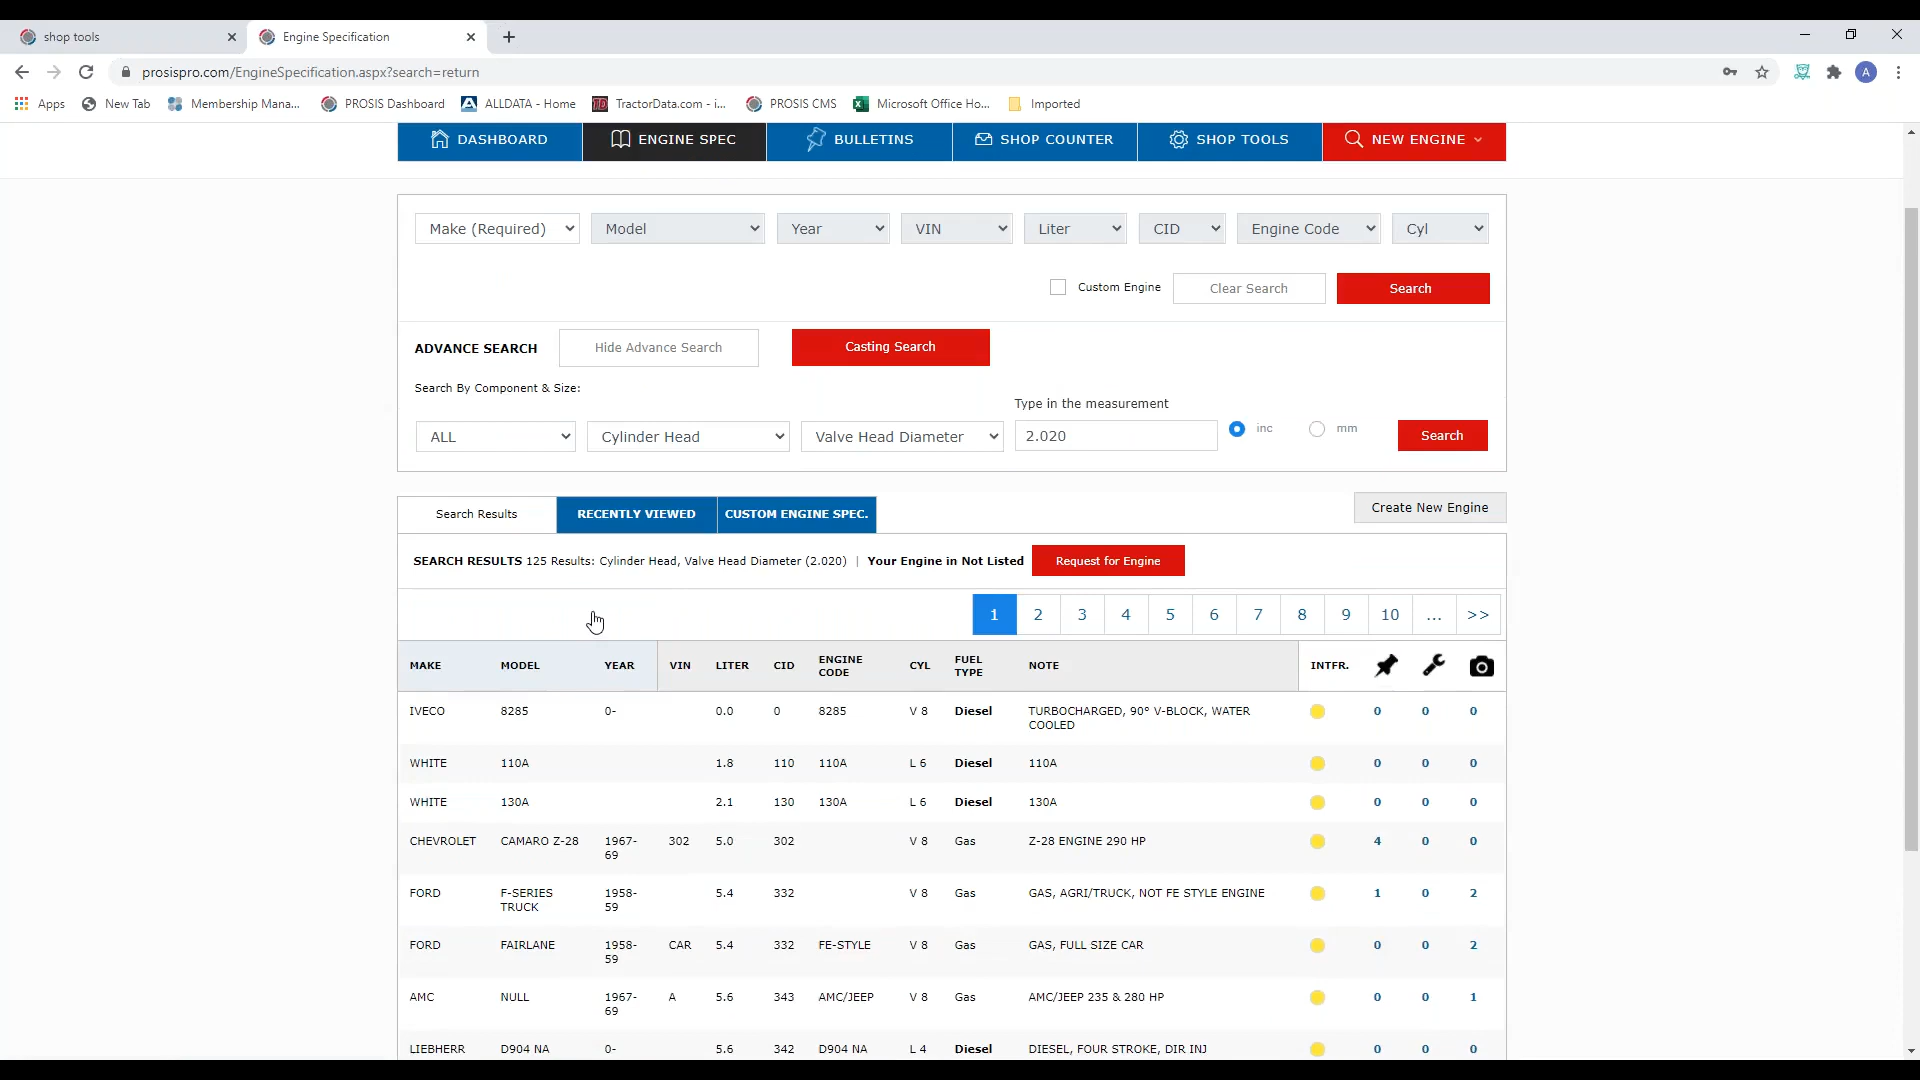 shop tools
Engine Specification
prosispro.com/EngineSpecification.aspx?search=return
A
Apps
New Tab
Membership Mana...
PROSIS Dashboard
ALLDATA - Home
TractorData.com - i...
PROSIS CMS
Microsoft Office Ho...
Imported
DASHBOARD
ENGINE SPEC
BULLETINS
SHOP COUNTER
SHOP TOOLS
NEW ENGINE
Make (Required)
Model
Year
VIN
Liter
CID
Engine Code
Cyl
Custom Engine
Clear Search
Search
ADVANCE SEARCH
Hide Advance Search
Casting Search
Search By Component & Size:
Type in the measurement
ALL
Cylinder Head
Valve Head Diameter
2.020
inc
mm
Search
Search Results
RECENTLY VIEWED
CUSTOM ENGINE SPEC.
Create New Engine
SEARCH RESULTS 125 Results: Cylinder Head, Valve Head Diameter (2.020) | Your Engine in Not Listed
Request for Engine
1 2 3 4 5 6 7 8 9 10 ... >>
MAKE MODEL YEAR VIN LITER CID ENGINE CODE CYL FUEL TYPE NOTE INTFR.
IVECO 8285 0- 0.0 0 8285 V 8 Diesel TURBOCHARGED, 90° V-BLOCK, WATER COOLED 0 0 0
WHITE 110A 1.8 110 110A L 6 Diesel 110A 0 0 0
WHITE 130A 2.1 130 130A L 6 Diesel 130A 0 0 0
CHEVROLET CAMARO Z-28 1967-69 302 5.0 302 V 8 Gas Z-28 ENGINE 290 HP 4 0 0
FORD F-SERIES TRUCK 1958-59 5.4 332 V 8 Gas GAS, AGRI/TRUCK, NOT FE STYLE ENGINE 1 0 2
FORD FAIRLANE 1958-59 CAR 5.4 332 FE-STYLE V 8 Gas GAS, FULL SIZE CAR 0 0 2
AMC NULL 1967-69 A 5.6 343 AMC/JEEP V 8 Gas AMC/JEEP 235 & 280 HP 0 0 1
LIEBHERR D904 NA 0- 5.6 342 D904 NA L 4 Diesel DIESEL, FOUR STROKE, DIR INJ 0 0 0